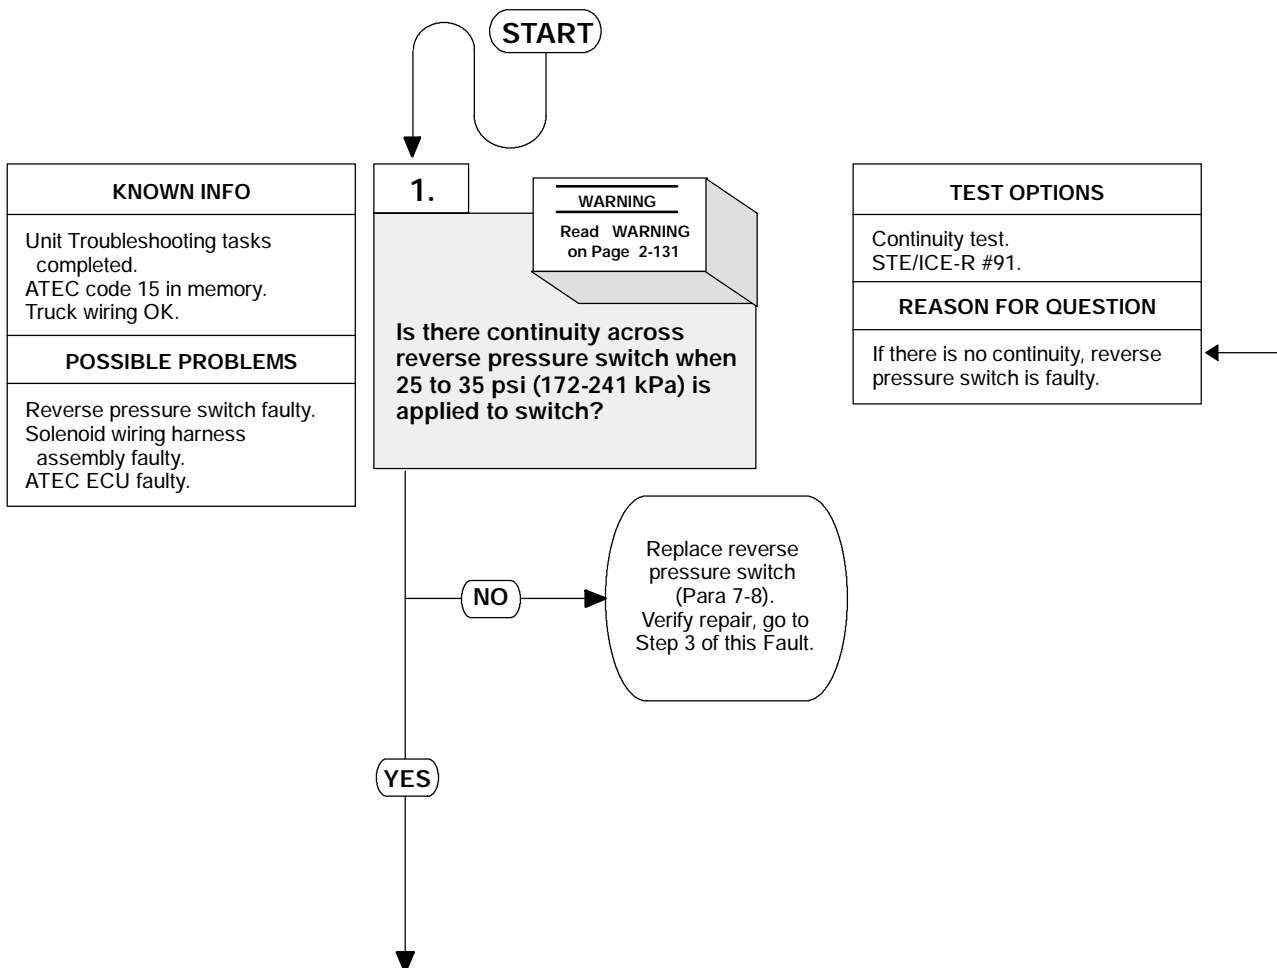 START
KNOWN INFO
Unit Troubleshooting tasks
completed.
ATEC code 15 in memory.
Truck wiring OK.
POSSIBLE PROBLEMS
Reverse pressure switch faulty.
Solenoid wiring harness
assembly faulty.
ATEC ECU faulty.
1.
WARNING
Read WARNING
on Page 2-131
Is there continuity across
reverse pressure switch when
25 to 35 psi (172-241 kPa) is
applied to switch?
TEST OPTIONS
Continuity test.
STE/ICE-R #91.
REASON FOR QUESTION
If there is no continuity, reverse
pressure switch is faulty.
NO
Replace reverse
pressure switch
(Para 7-8).
Verify repair, go to
Step 3 of this Fault.
YES